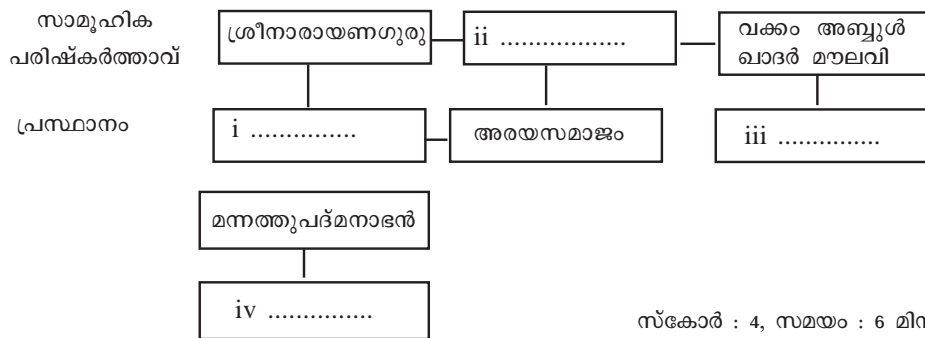 സാമൂഹിക
പരിഷ്കർത്താവ്
ശ്രീനാരായണഗുരു
ii ..................
വക്കം അബ്ദുൾ
ഖാദർ മൗലവി
പ്രസ്ഥാനം
i ...............
അരയസമാജം
iii ...............
മന്നത്തുപദ്മനാഭൻ
iv ...............
സ്കോർ : 4, സമയം : 6